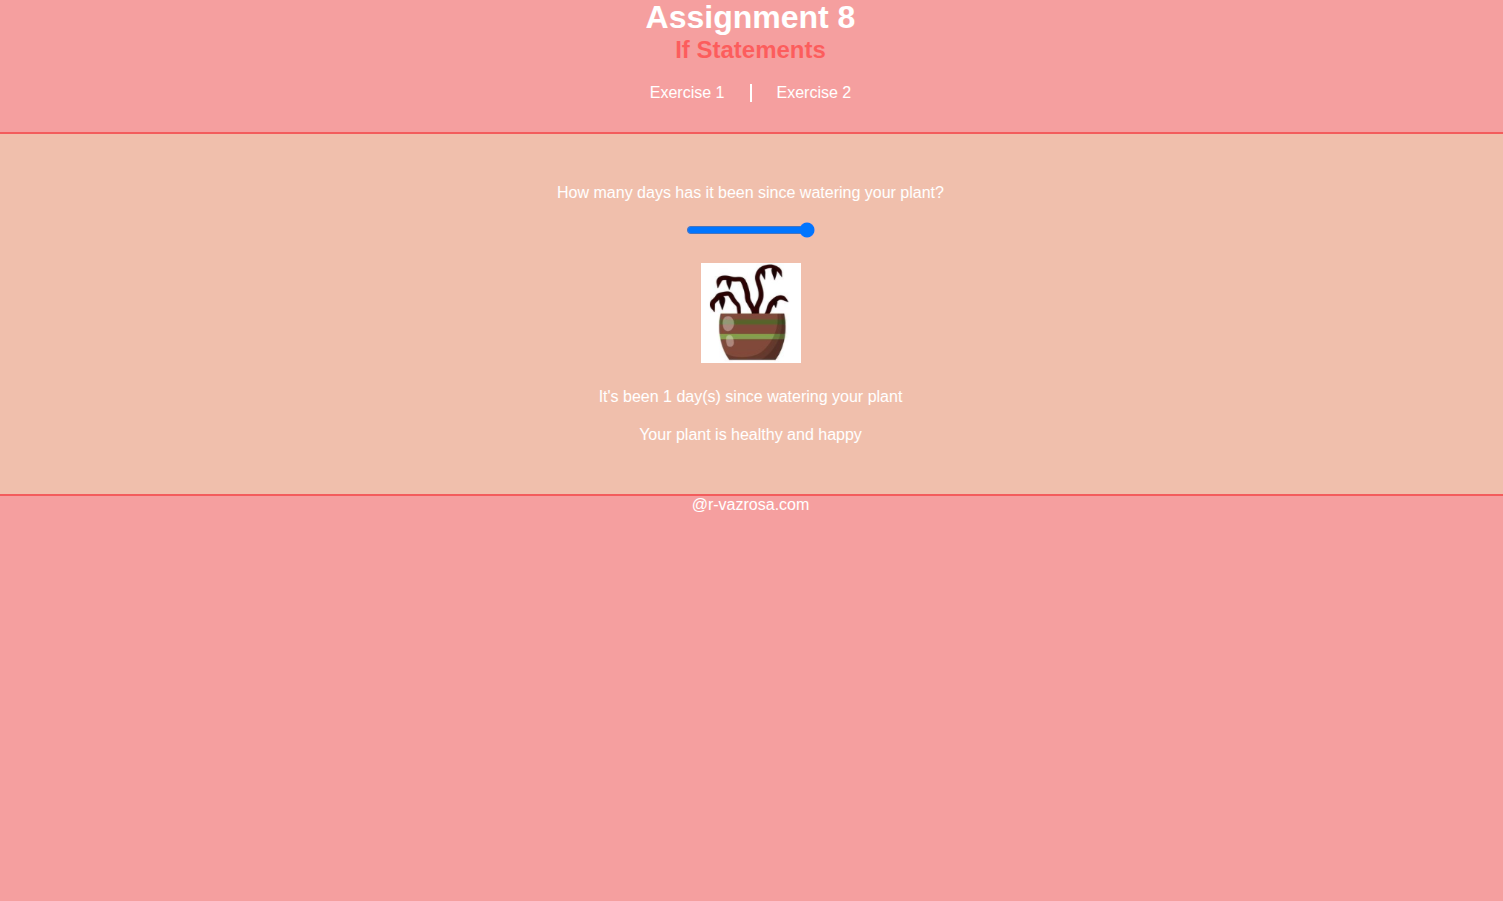 Assignment 8
If Statements
Exercise 1
Exercise 2
How many days has it been since watering your plant?
It's been 1 day(s) since watering your plant
Your plant is healthy and happy
@r-vazrosa.com